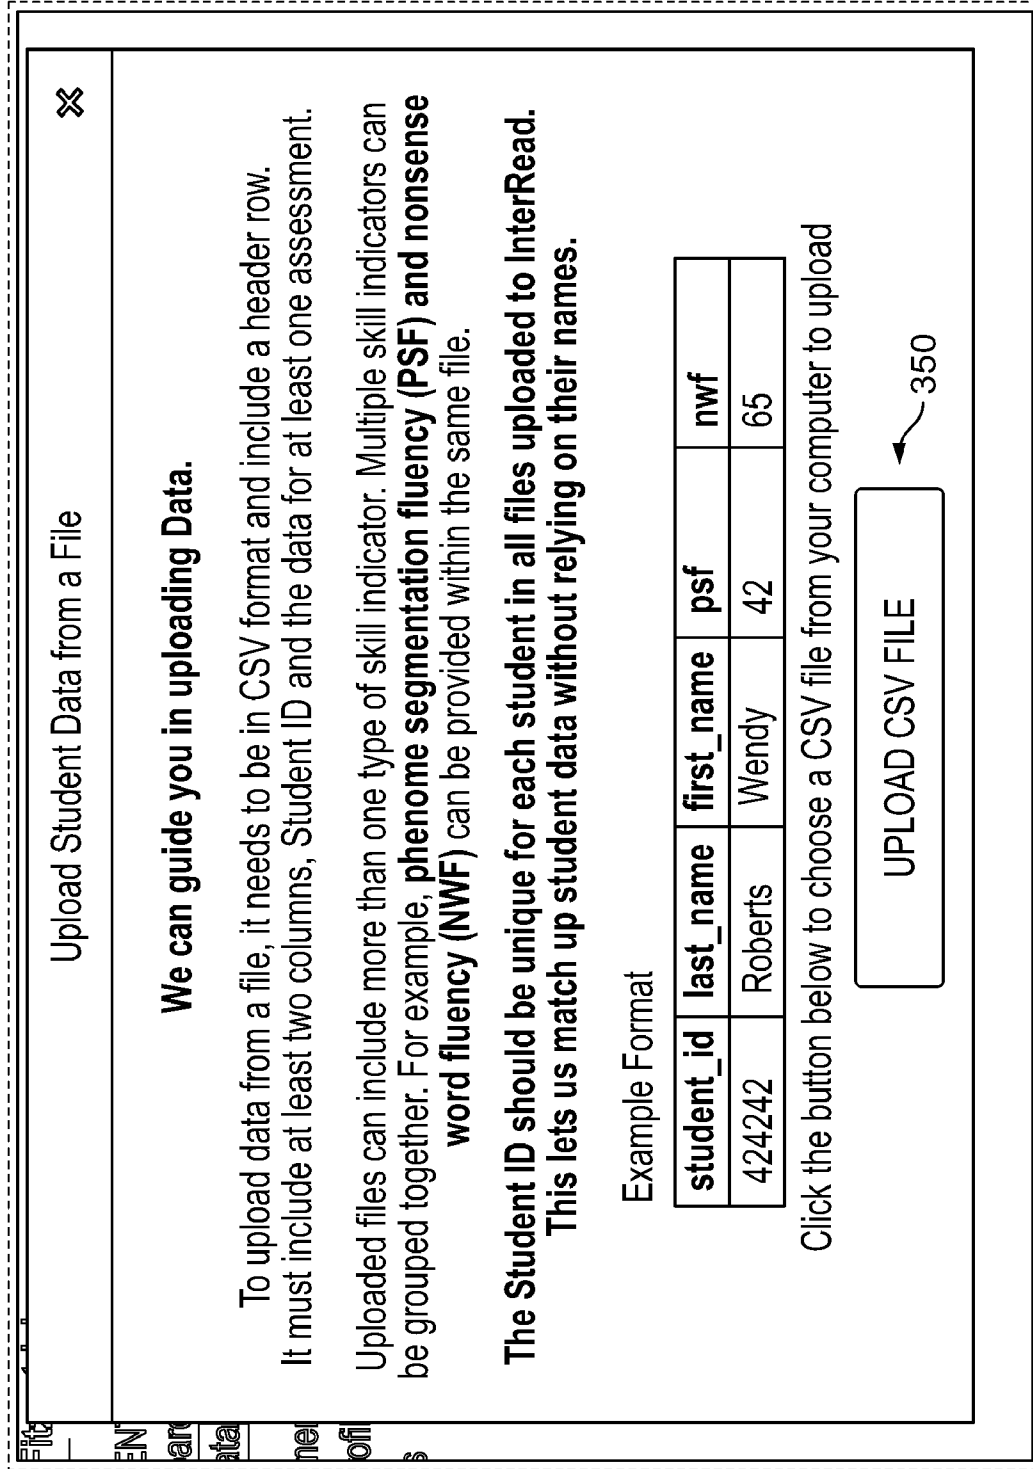 Upload Student Data from a File
We can guide you in uploading Data.
To upload data from a file, it needs to be in CSV format and include a header row.
It must include at least two columns, Student ID and the data for at least one assessment.
Uploaded files can include more than one type of skill indicator. Multiple skill indicators can
be grouped together. For example, phenome segmentation fluency (PSF) and nonsense
word fluency (NWF) can be provided within the same file.
The Student ID should be unique for each student in all files uploaded to InterRead.
This lets us match up student data without relying on their names.
Example Format
student_id last_name first_name psf nwf
424242 Roberts Wendy 42 65
Click the button below to choose a CSV file from your computer to upload
UPLOAD CSV FILE
350